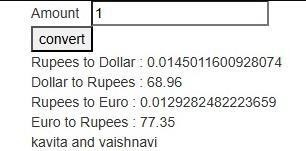 Amount 1
convert
Rupees to Dollar : 0.0145011600928074
Dollar to Rupees : 68.96
Rupees to Euro : 0.0129282482223659
Euro to Rupees : 77.35
kavita and vaishnavi